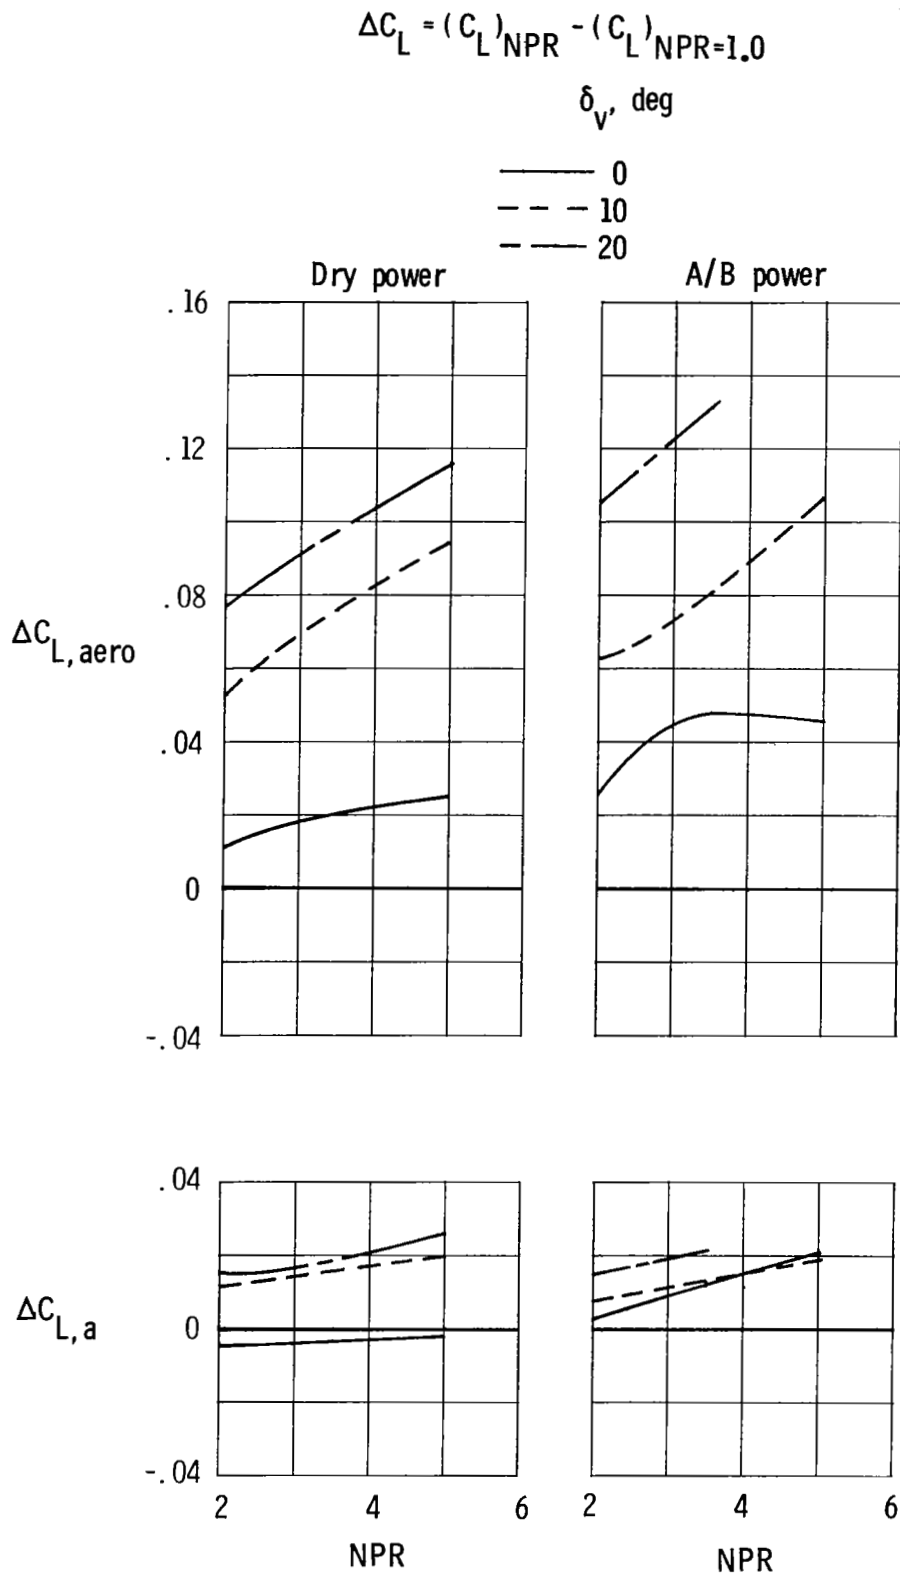 ΔC_L = (C_L)_NPR - (C_L)_NPR=1.0
δ_v, deg
0
10
20
Dry power A/B power
.16
.12
.08
ΔC_L,aero
.04
0
-.04
.04
ΔC_L,a
0
-.04
2 4 6 2 4 6
NPR NPR